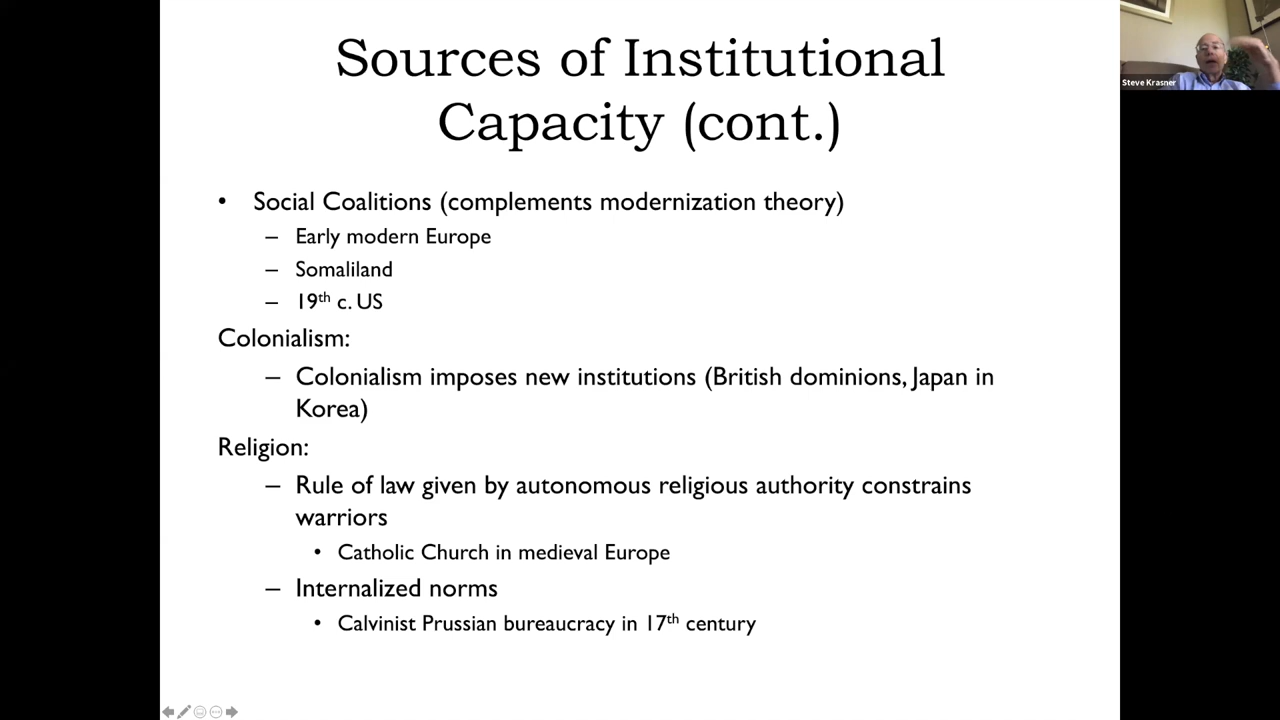 Sources of Institutional
Capacity (cont.)
Steve Krasner
• Social Coalitions (complements modernization theory)
– Early modern Europe
– Somaliland
– 19th c. US
Colonialism:
– Colonialism imposes new institutions (British dominions, Japan in
Korea)
Religion:
– Rule of law given by autonomous religious authority constrains
warriors
• Catholic Church in medieval Europe
– Internalized norms
• Calvinist Prussian bureaucracy in 17th century